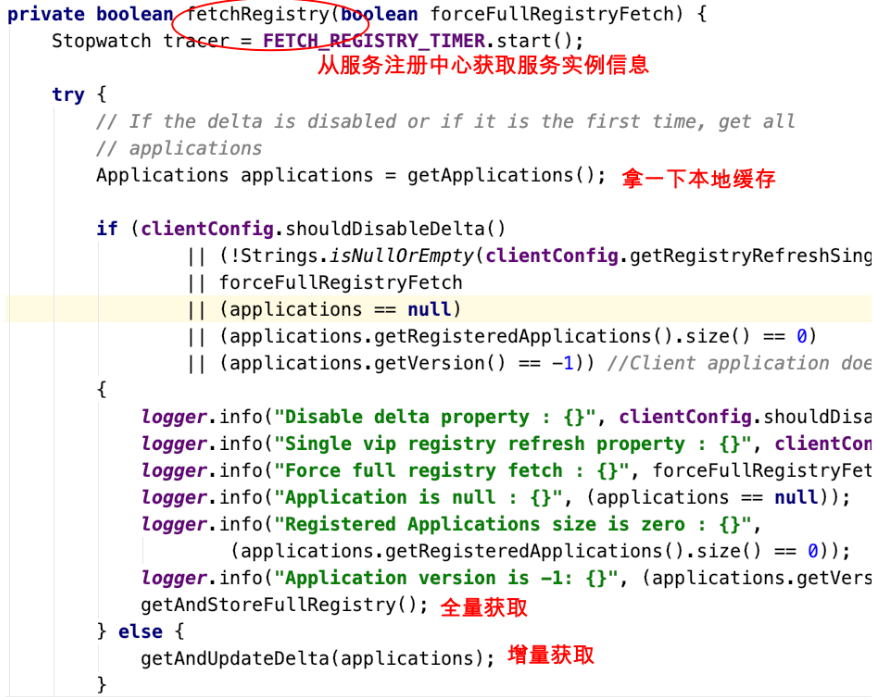 private boolean fetchRegistry(boolean forceFullRegistryFetch) {
Stopwatch tracer = FETCH_REGISTRY_TIMER.start();
从服务注册中心获取服务实例信息
try {
// If the delta is disabled or if it is the first time, get all
// applications
Applications applications = getApplications(); 拿一下本地缓存
if (clientConfig.shouldDisableDelta()
|| (!Strings.isNullOrEmpty(clientConfig.getRegistryRefreshSing
|| forceFullRegistryFetch
|| (applications == null)
|| (applications.getRegisteredApplications().size() == 0)
|| (applications.getVersion() == -1)) //Client application doe
{
logger.info("Disable delta property : {}", clientConfig.shouldDisa
logger.info("Single vip registry refresh property : {}", clientCon
logger.info("Force full registry fetch : {}", forceFullRegistryFet
logger.info("Application is null : {}", (applications == null));
logger.info("Registered Applications size is zero : {}",
(applications.getRegisteredApplications().size() == 0));
logger.info("Application version is -1: {}", (applications.getVers
getAndStoreFullRegistry(); 全量获取
} else {
getAndUpdateDelta(applications); 增量获取
}